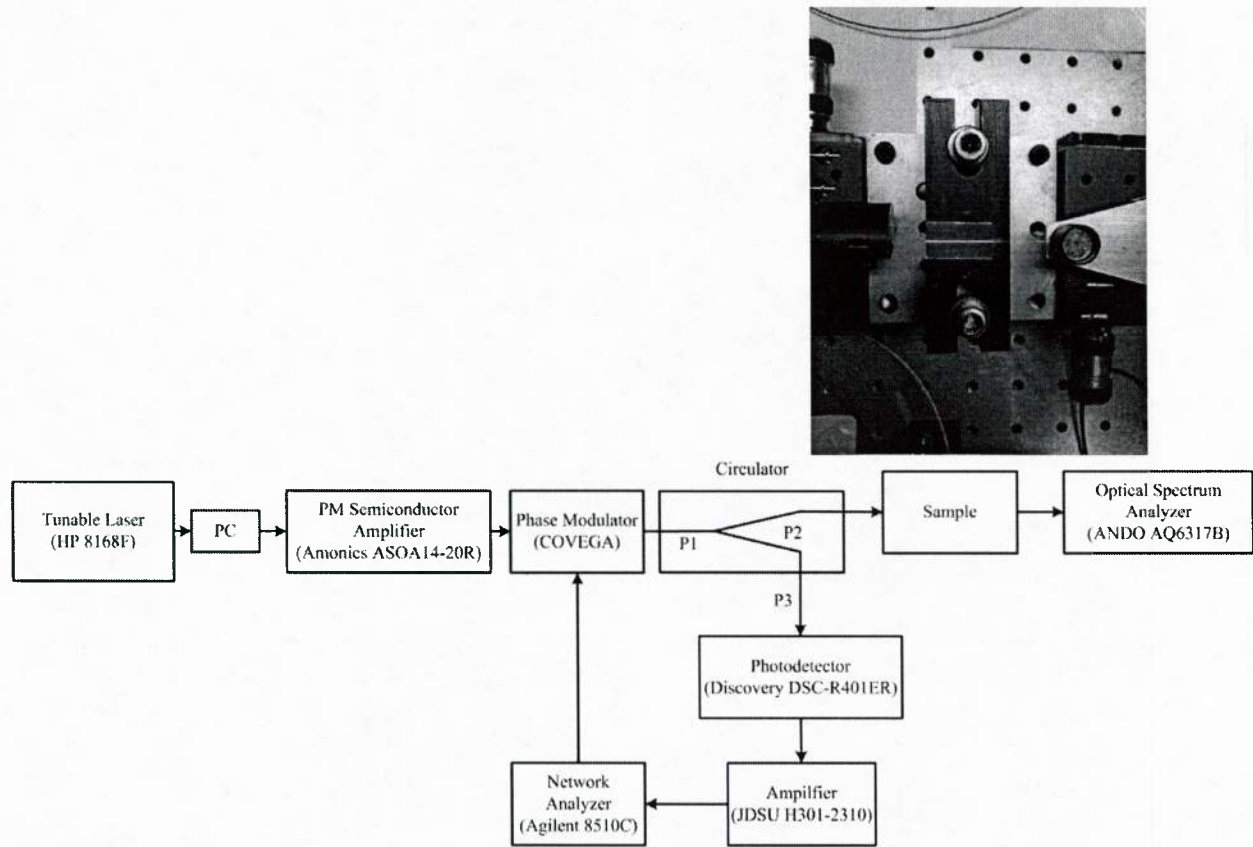 Circulator
Tunable Laser
(HP 8168F)
PC
PM Semiconductor
Amplifier
(Amonics ASOA14-20R)
Phase Modulator
(COVEGA)
P1
P2
P3
Sample
Optical Spectrum
Analyzer
(ANDO AQ6317B)
Photodetector
(Discovery DSC-R401ER)
Network
Analyzer
(Agilent 8510C)
Ampilfier
(JDSU H301-2310)